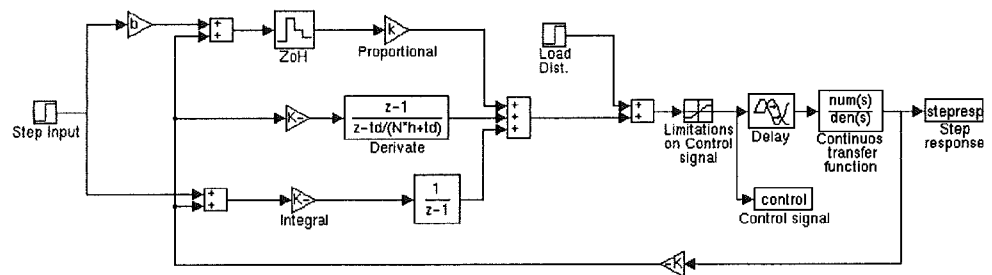 b
+
+
ZoH
k
Proportional
Load
Dist.
Step Input
K-
z-1
z-td/(N*h+td)
Derivate
+
+
+
+
+
Limitations
on Control
signal
Delay
num(s)
den(s)
Continuos
transfer
function
stepresp
Step
response
+
+
K-
Integral
1
z-1
control
Control signal
-K